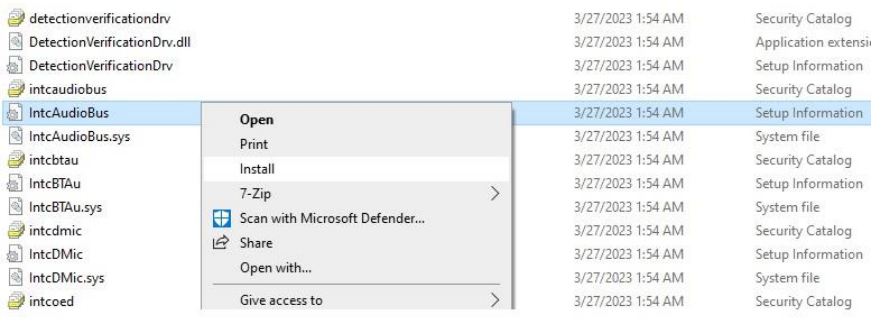 detectionverificationdrv 3/27/2023 1:54 AM Security Catalog
DetectionVerificationDrv.dll 3/27/2023 1:54 AM Application extensi
DetectionVerificationDrv 3/27/2023 1:54 AM Setup Information
intcaudiobus 3/27/2023 1:54 AM Security Catalog
IntcAudioBus 3/27/2023 1:54 AM Setup Information
IntcAudioBus.sys Open 3/27/2023 1:54 AM System file
intcbtau Print 3/27/2023 1:54 AM Security Catalog
IntcBTAu Install 3/27/2023 1:54 AM Setup Information
IntcBTAu.sys 7-Zip 3/27/2023 1:54 AM System file
intcdmic Scan with Microsoft Defender... 3/27/2023 1:54 AM Security Catalog
IntcDMic Share 3/27/2023 1:54 AM Setup Information
IntcDMic.sys Open with... 3/27/2023 1:54 AM System file
intcoed Give access to 3/27/2023 1:54 AM Security Catalog